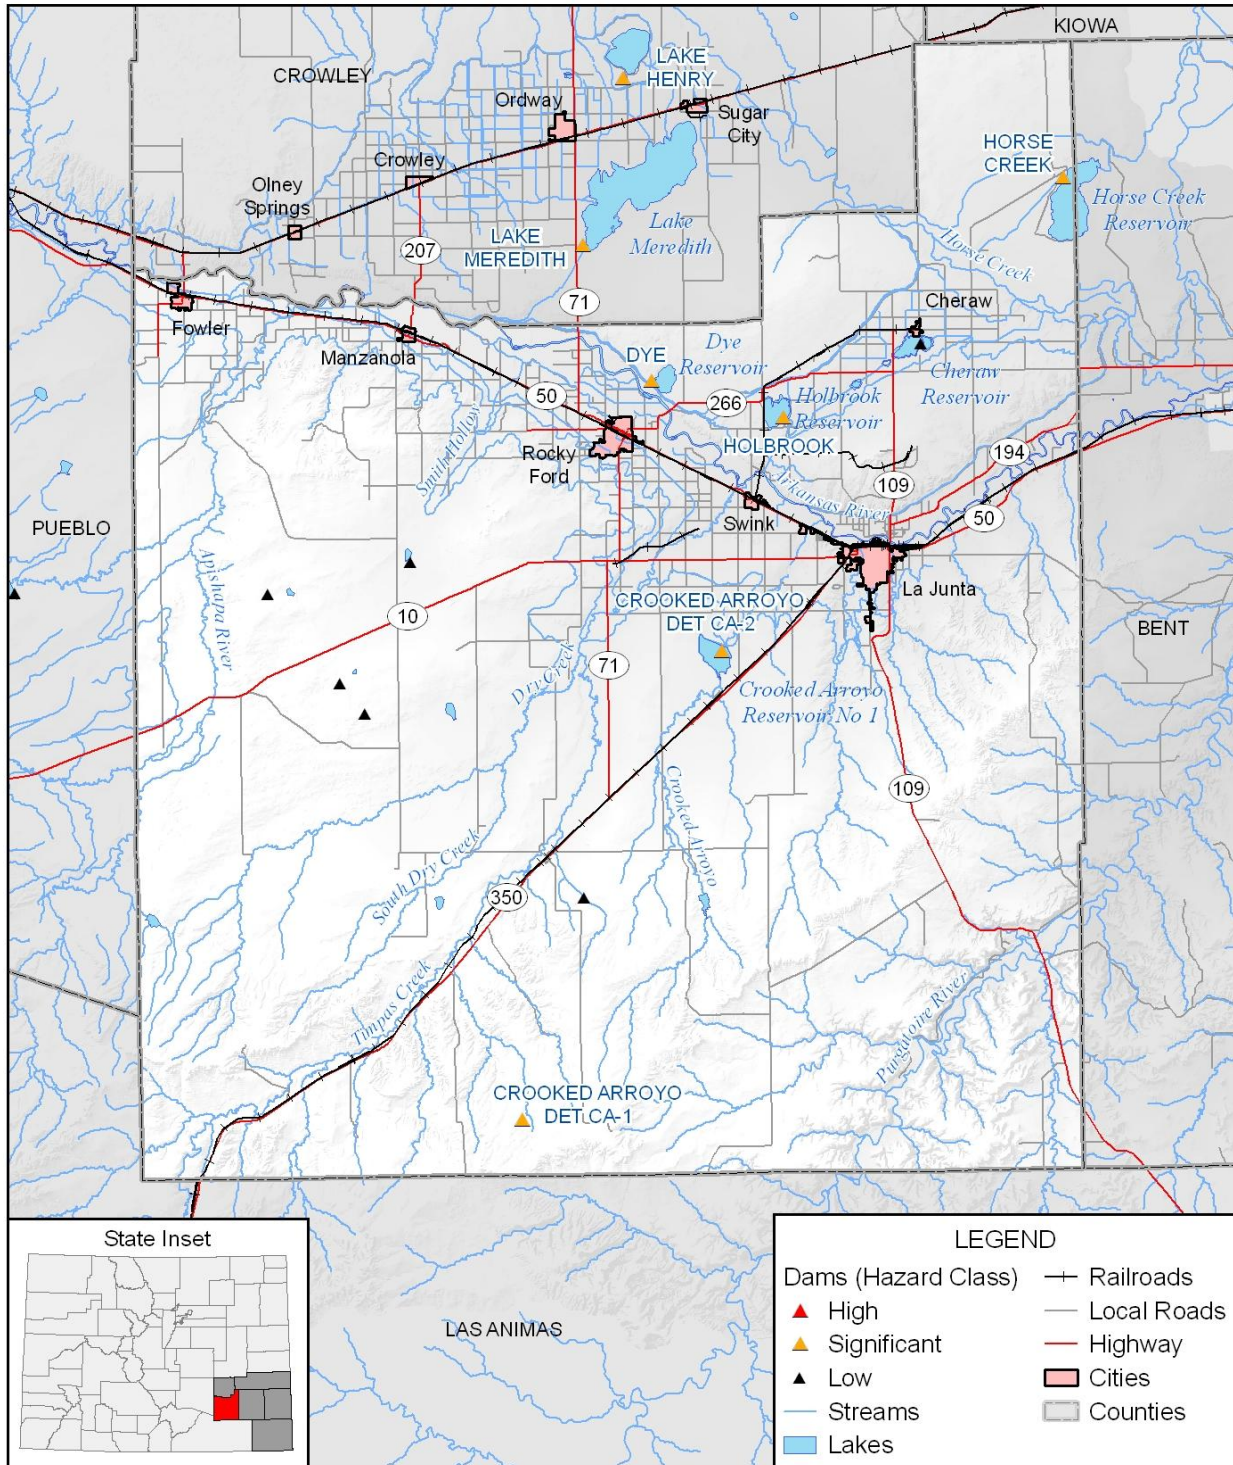 KIOWA
CROWLEY
LAKE
HENRY
Ordway
Sugar
City
Crowley
HORSE
CREEK
Olney
Springs
Horse Creek
Reservoir
Lake
Meredith
LAKE
MEREDITH
207
Horse Creek
71
Cheraw
Fowler
Manzanola
DYE
Dye
Reservoir
Cheraw
Reservoir
50
266
Holbrook
Reservoir
HOLBROOK
Smith Hollow
Rocky
Ford
194
109
Arkansas River
50
Swink
PUEBLO
Apishapa River
La Junta
CROOKED ARROYO
DET CA-2
10
BENT
Dry Creek
71
Crooked Arroyo
Reservoir No 1
Crooked Arroyo
109
South Dry Creek
350
Timpas Creek
Purgatoire River
CROOKED ARROYO
DET CA-1
State Inset
LAS ANIMAS
LEGEND
Dams (Hazard Class)
High
Significant
Low
Streams
Lakes
Railroads
Local Roads
Highway
Cities
Counties